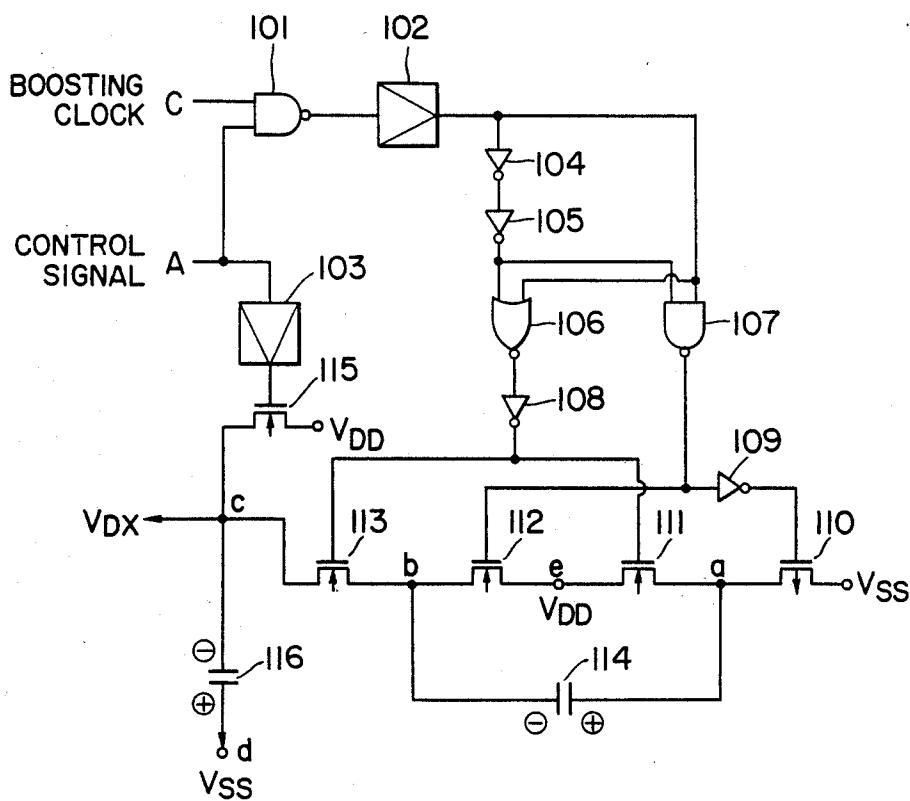 101
102
BOOSTING
CLOCK C
104
105
CONTROL
SIGNAL A
103
106
107
115
VDD
108
109
c
VDX
113
112
111
110
b
e
a
VDD
VSS
⊖
116
114
⊕
⊖ ⊕
d
VSS